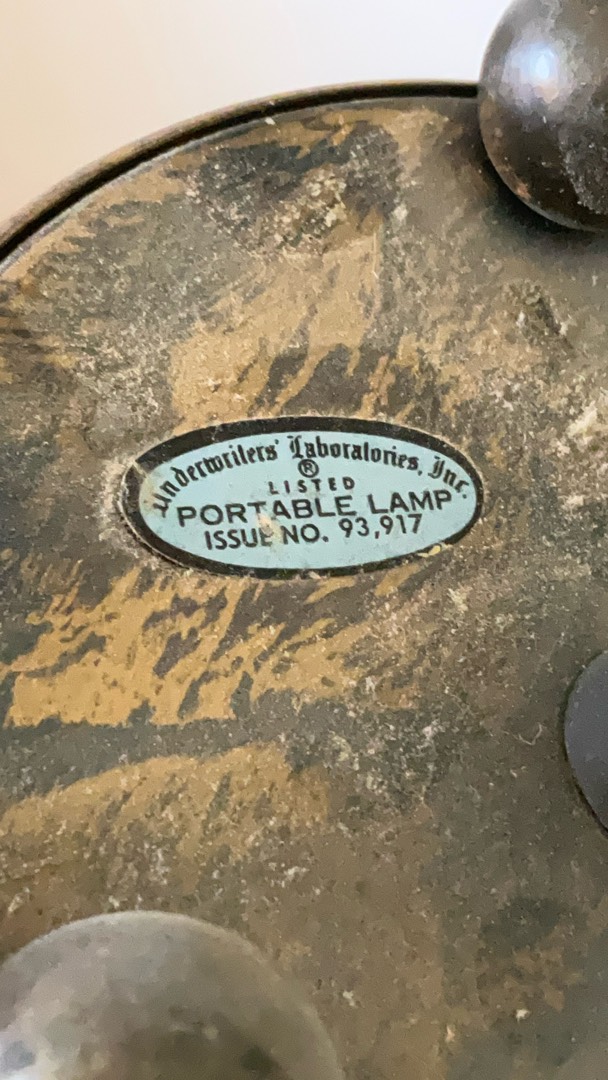 Underwriters' Laboratories, Inc.
®
LISTED
PORTABLE LAMP
ISSUE NO. 93,917